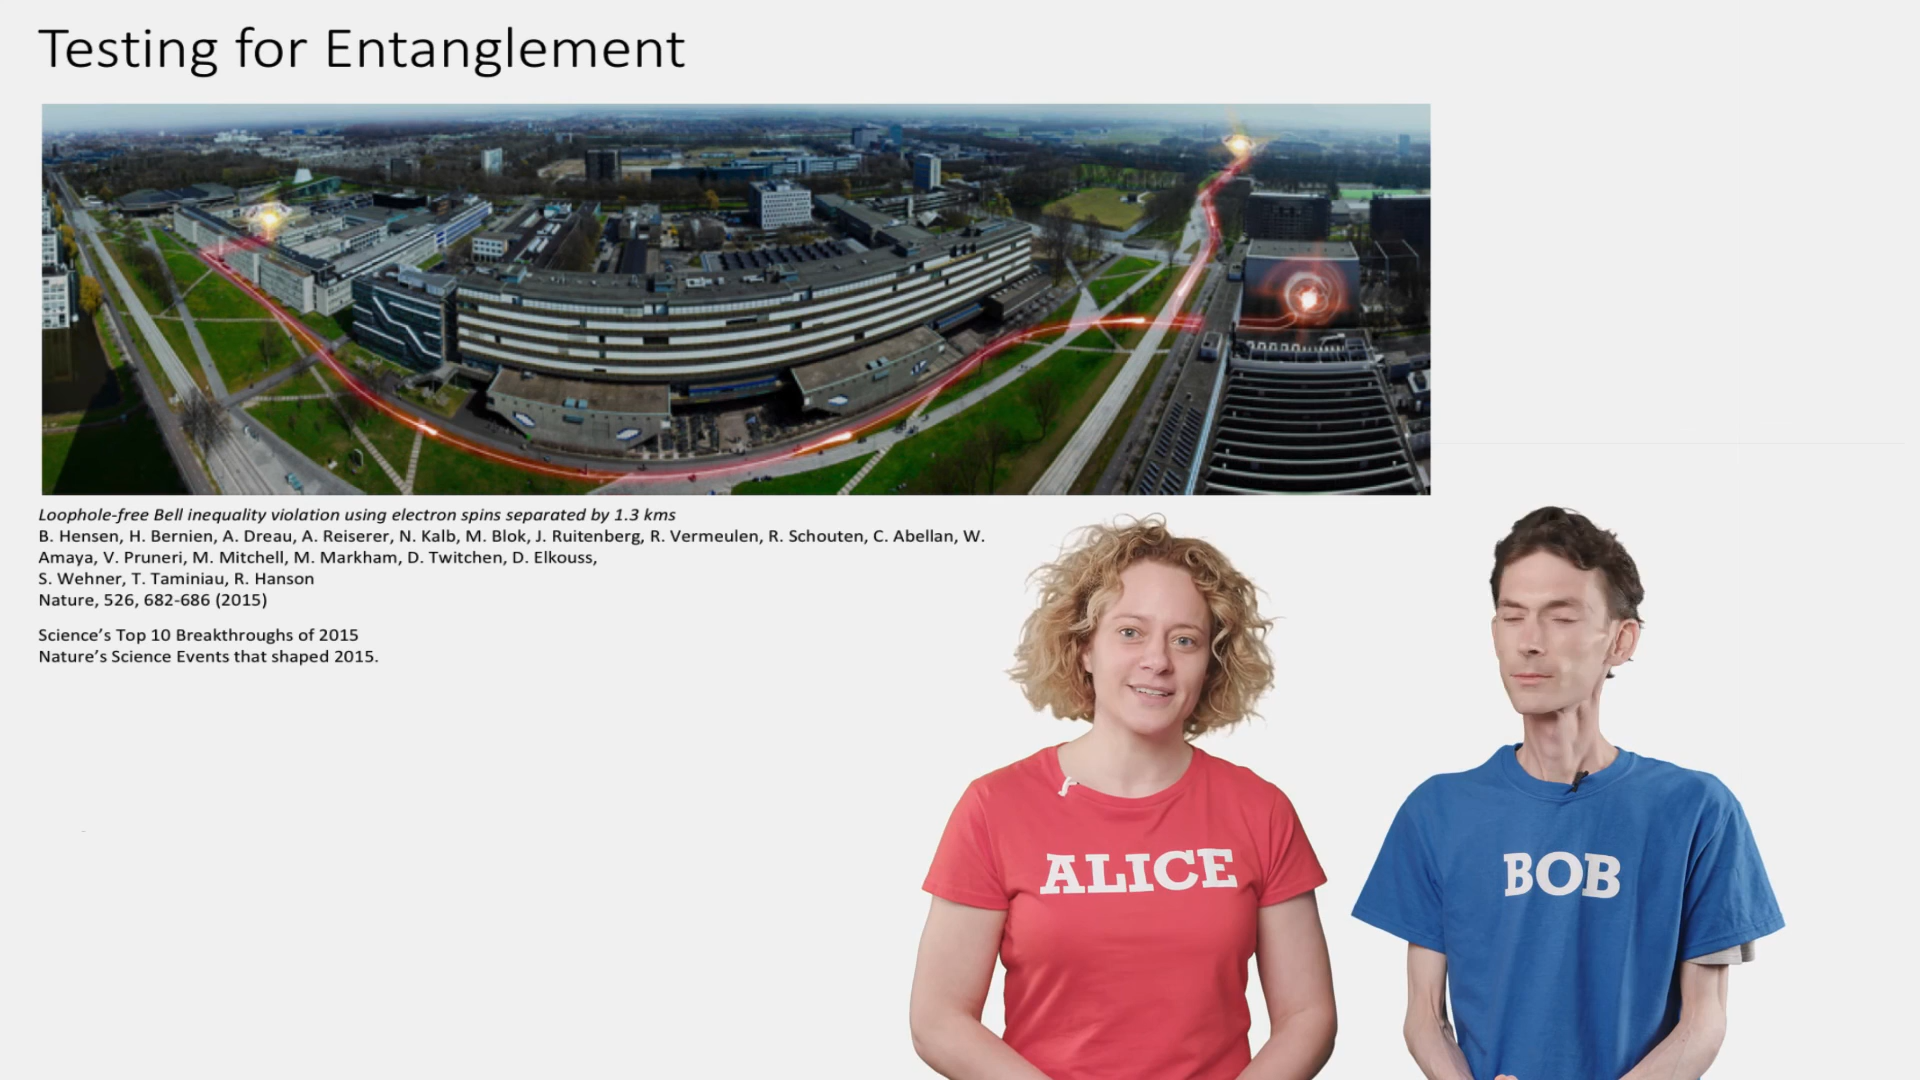 Testing for Entanglement
Loophole-free Bell inequality violation using electron spins separated by 1.3 kms
B. Hensen, H. Bernien, A. Dreau, A. Reiserer, N. Kalb, M. Blok, J. Ruitenberg, R. Vermeulen, R. Schouten, C. Abellan, W.
Amaya, V. Pruneri, M. Mitchell, M. Markham, D. Twitchen, D. Elkouss,
S. Wehner, T. Taminiau, R. Hanson
Nature, 526, 682-686 (2015)
Science's Top 10 Breakthroughs of 2015
Nature's Science Events that shaped 2015.
ALICE
BOB